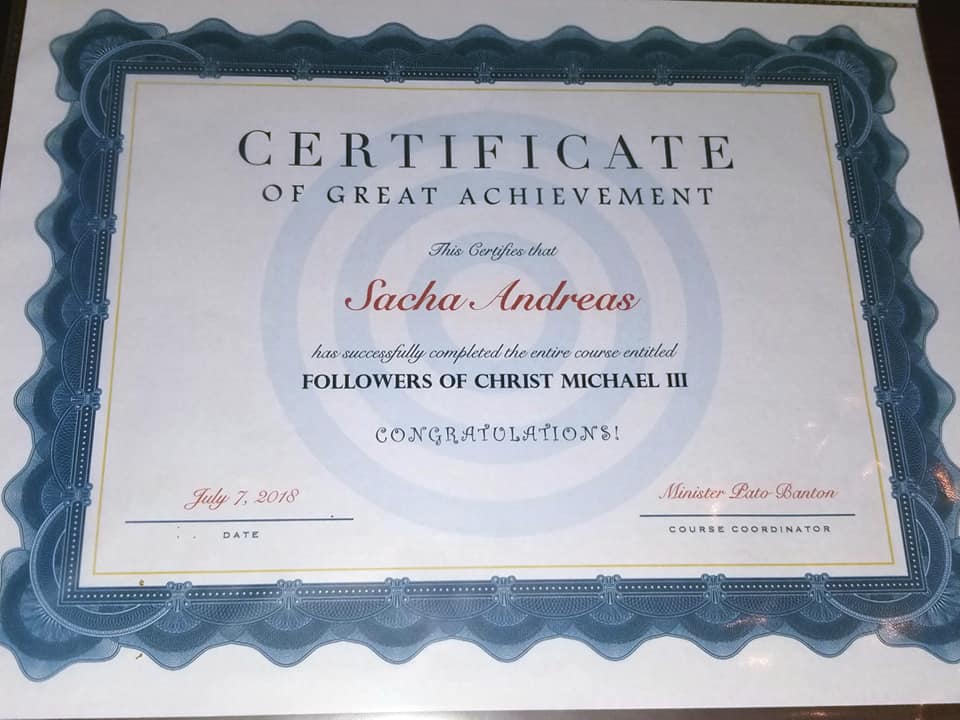 CERTIFICATE
OF GREAT ACHIEVEMENT
This Certifies that
Sacha Andreas
has successfully completed the entire course entitled
FOLLOWERS OF CHRIST MICHAEL III
CONGRATULATIONS!
July 7, 2018
DATE
Minister Pato Banton
COURSE COORDINATOR